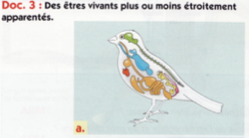 Doc. 3 : Des êtres vivants plus ou moins étroitement
apparentés.
a.